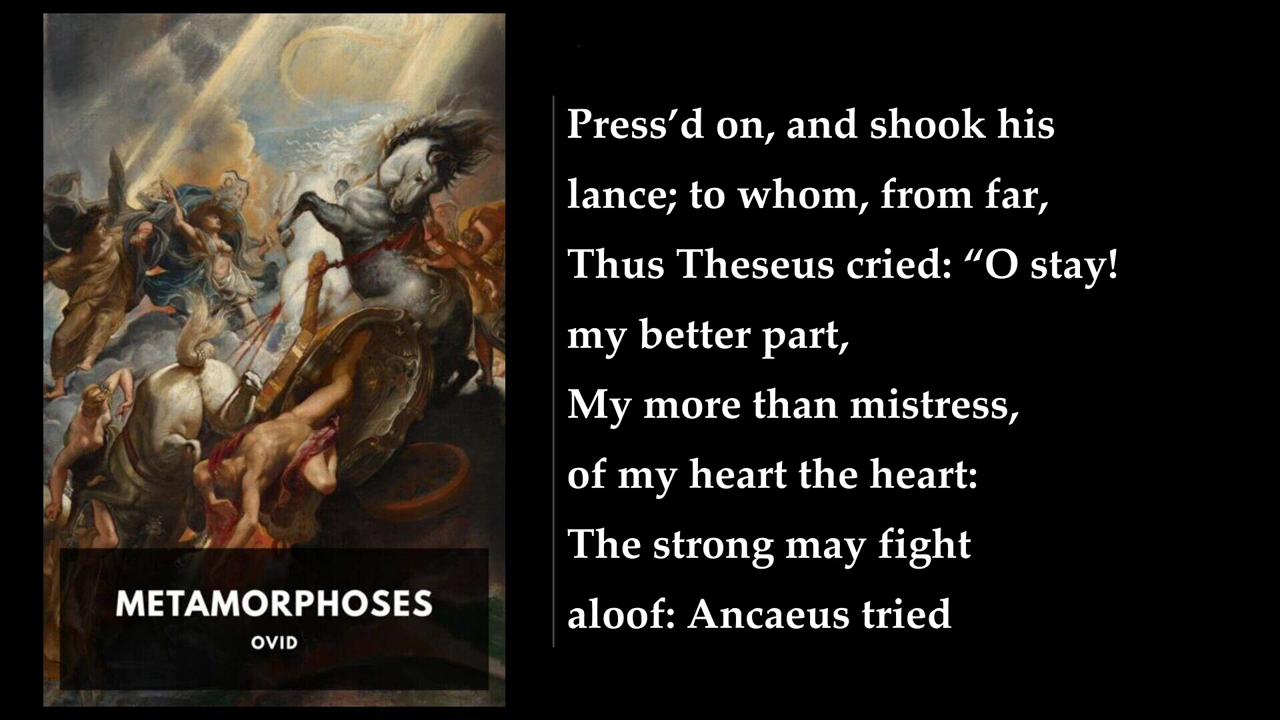 METAMORPHOSES
OVID
Press’d on, and shook his
lance; to whom, from far,
Thus Theseus cried: “O stay!
my better part,
My more than mistress,
of my heart the heart:
The strong may fight
aloof: Ancaeus tried